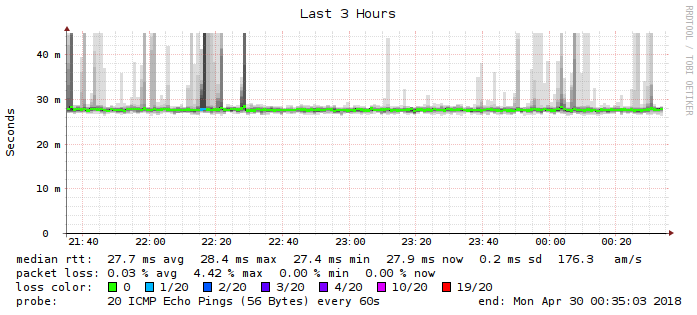 Last 3 Hours
RRDTOOL / TOBI OETIKER
Seconds
40 m
30 m
20 m
10 m
0
21:40 22:00 22:20 22:40 23:00 23:20 23:40 00:00 00:20
median rtt: 27.7 ms avg 28.4 ms max 27.4 ms min 27.9 ms now 0.2 ms sd 176.3 am/s
packet loss: 0.03 % avg 4.42 % max 0.00 % min 0.00 % now
loss color: 0 1/20 2/20 3/20 4/20 10/20 19/20
probe: 20 ICMP Echo Pings (56 Bytes) every 60s end: Mon Apr 30 00:35:03 2018